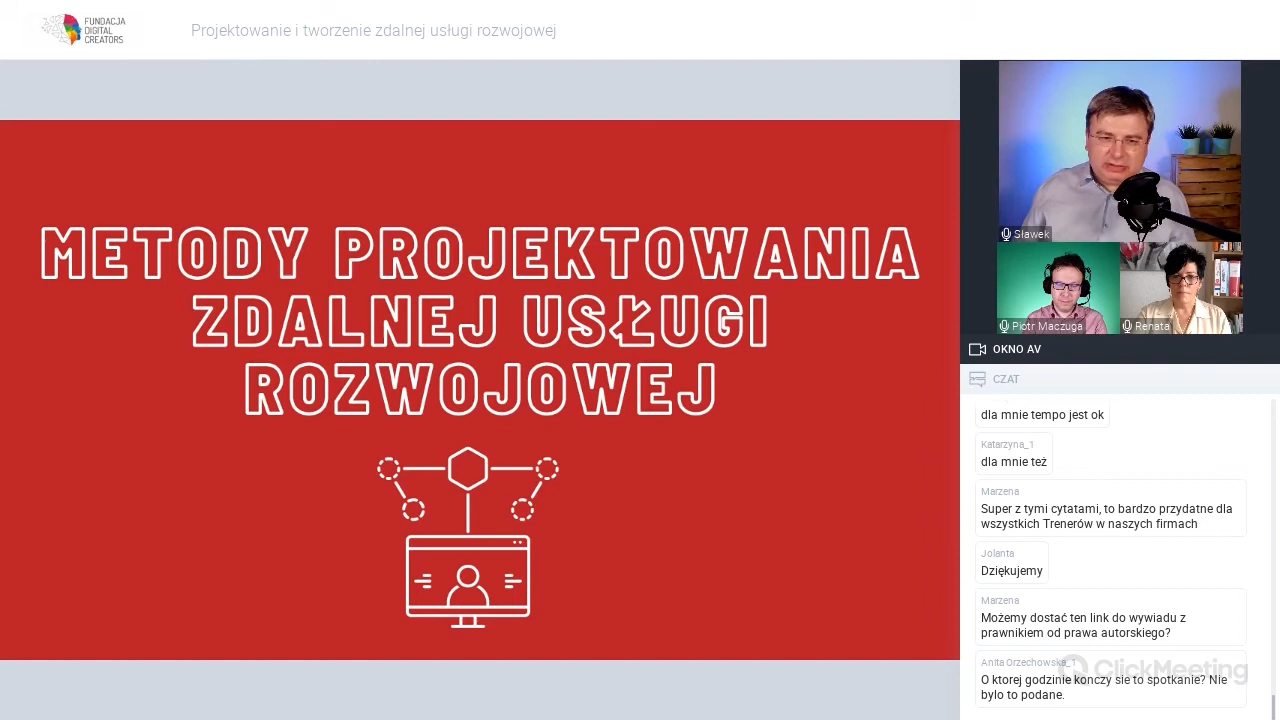 FUNDACJA
DIGITAL
CREATORS
Projektowanie i tworzenie zdalnej usługi rozwojowej
METODY PROJEKTOWANIA
ZDALNEJ USŁUGI
ROZWOJOWEJ
Sławek
Piotr Maczuga
Renata
OKNO AV
CZAT
dla mnie tempo jest ok
Katarzyna_1
dla mnie też
Marzena
Super z tymi cytatami, to bardzo przydatne dla
wszystkich Trenerów w naszych firmach
Jolanta
Dziękujemy
Marzena
Możemy dostać ten link do wywiadu z
prawnikiem od prawa autorskiego?
Anita Orzechowska_1
ClickMeeting
O ktorej godzinie konczy sie to spotkanie? Nie
bylo to podane.